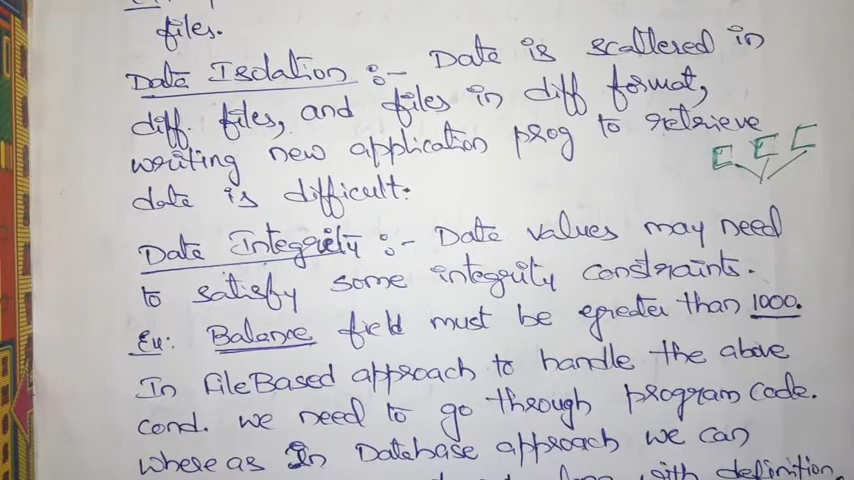 files.
Data Isolation :- Data is scattered in
diff. files, and files in diff format,
writing new application prog to retrieve
data is difficult.
Data Integrity :- Data values may need
to satisfy some integrity constraints.
Ex: Balance field must be greater than 1000.
In FileBased approach to handle the above
cond. we need to go through program code.
Where as In Database approach we can
with definition.